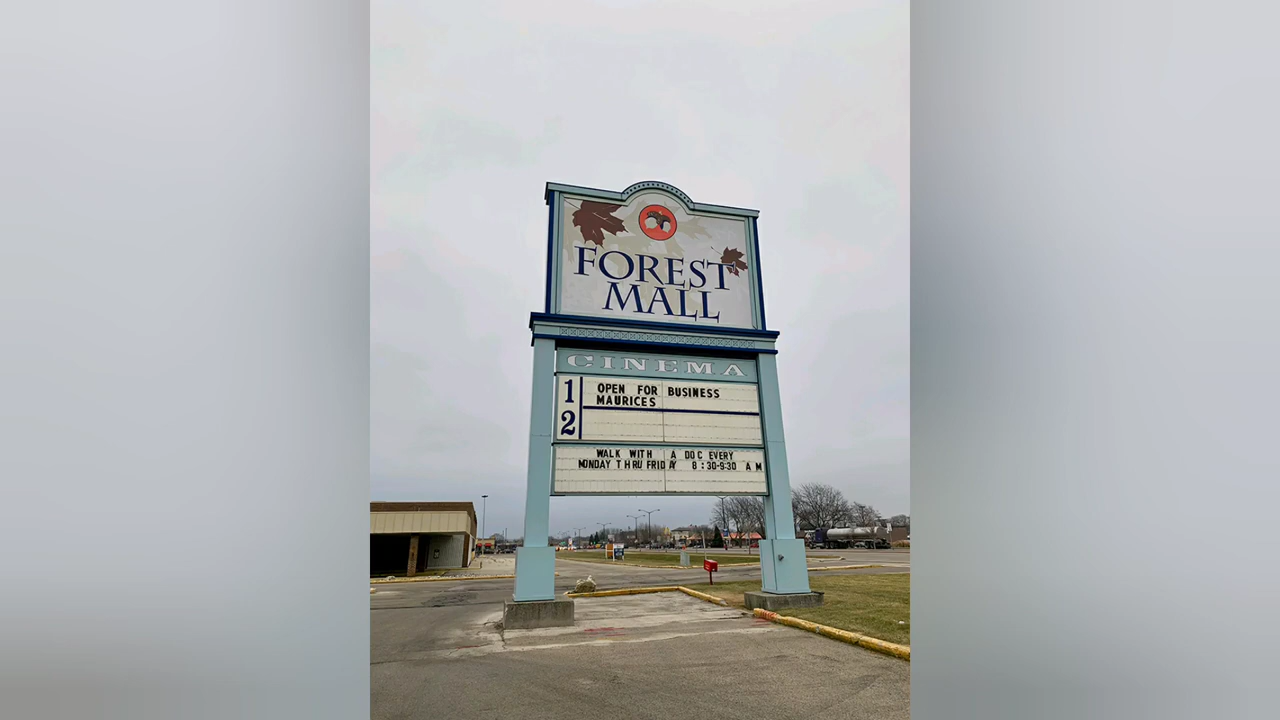 FOREST
MALL
CINEMA
1 OPEN FOR BUSINESS
MAURICES
2
WALK WITH A DOC EVERY
MONDAY THRU FRIDAY 8:30-9:30 AM